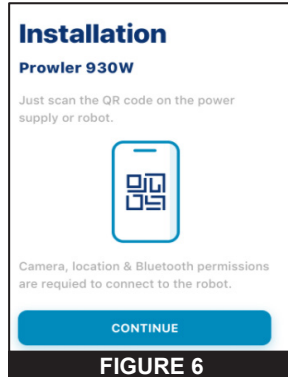 Installation
Prowler 930W
Just scan the QR code on the power
supply or robot.
Camera, location & Bluetooth permissions
are requied to connect to the robot.
CONTINUE
FIGURE 6